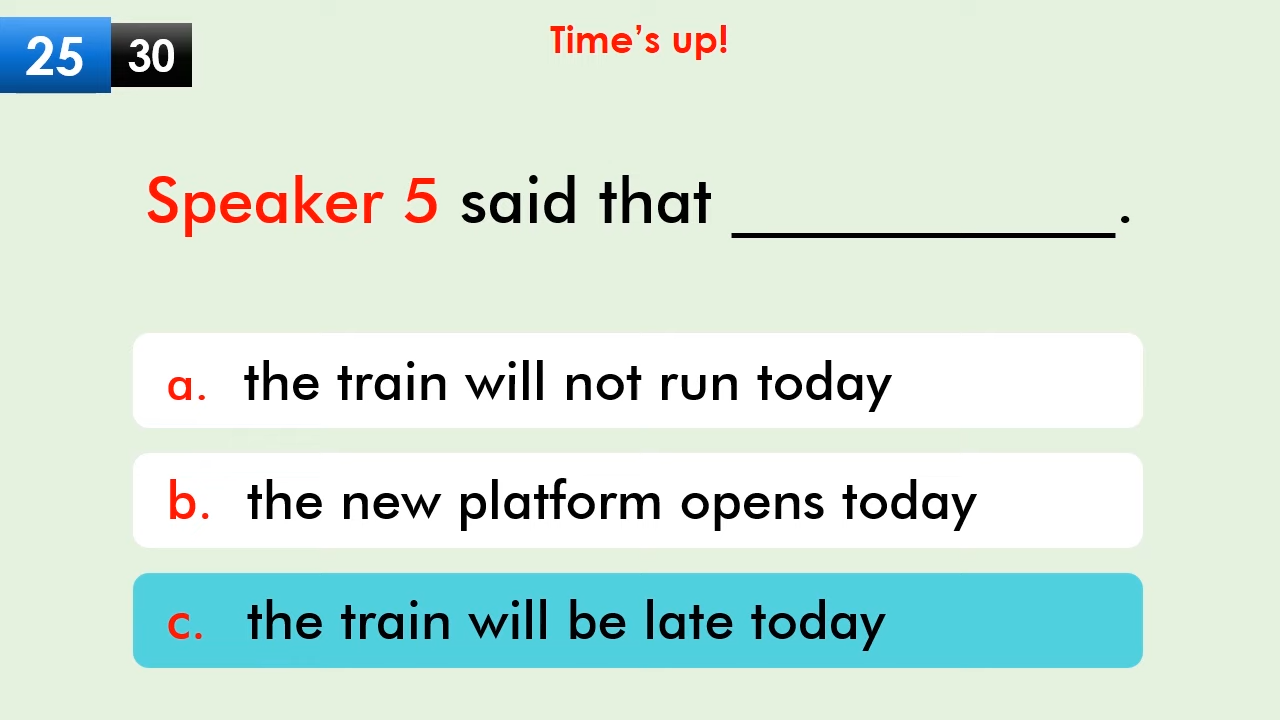 25 30
Time's up!
Speaker 5 said that ____________.
a. the train will not run today
b. the new platform opens today
c. the train will be late today